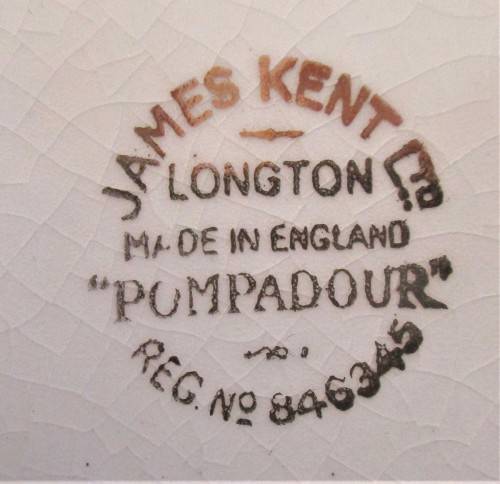 JAMES KENT LTD.
LONGTON
MADE IN ENGLAND
"POMPADOUR"
REG. No 846345